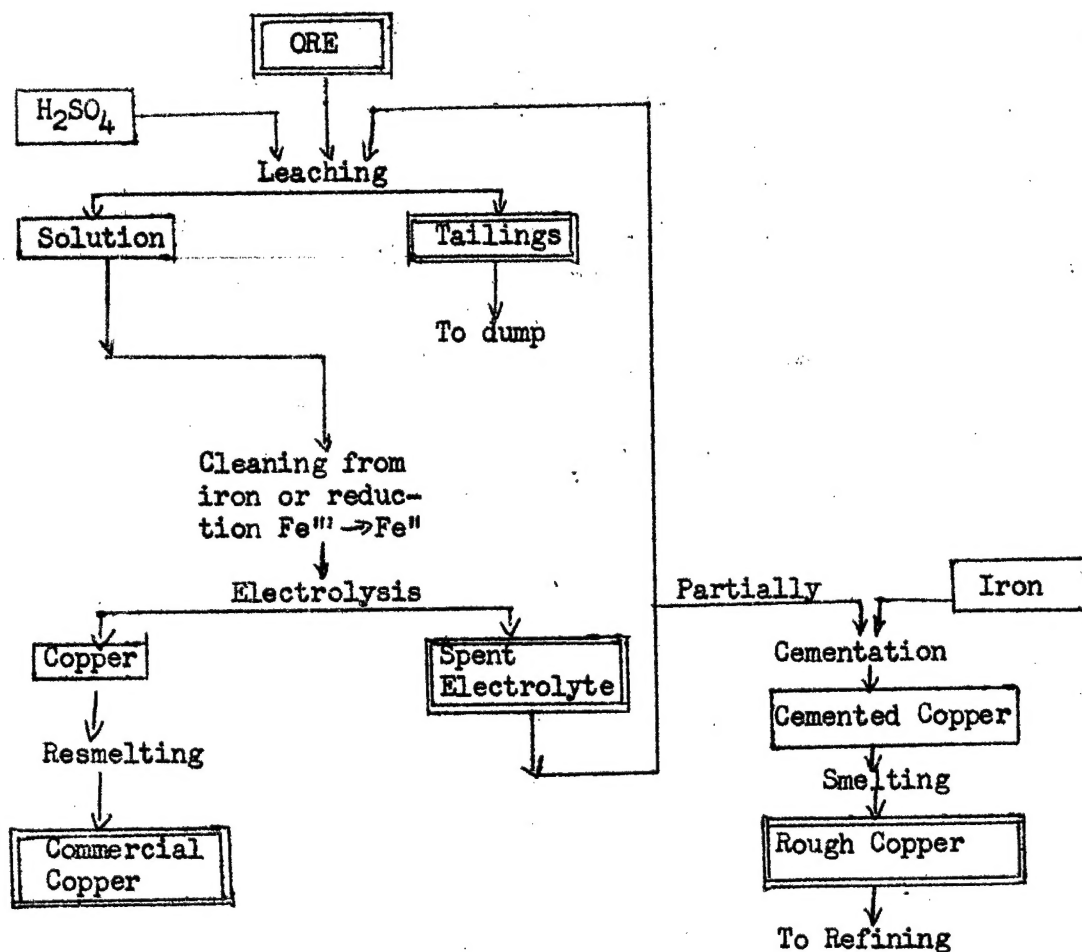 ORE
H₂SO₄
Leaching
Solution
Tailings
To dump
Cleaning from
iron or reduc-
tion Fe''' → Fe''
Electrolysis
Partially
Iron
Copper
Spent
Electrolyte
Cementation
Cemented Copper
Resmelting
Smelting
Commercial
Copper
Rough Copper
To Refining